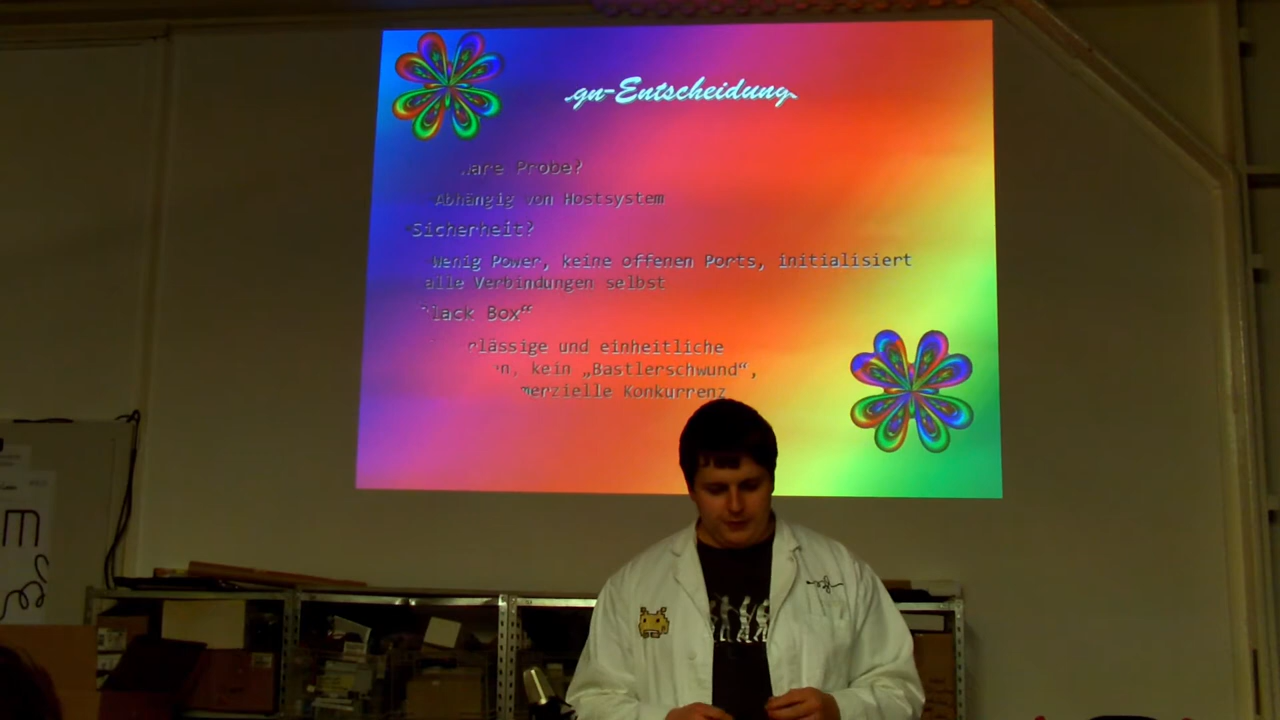 gn-Entscheidung
are Probe?
Abhängig von Hostsystem
Sicherheit?
Wenig Power, keine offenen Ports, initialisiert
alle Verbindungen selbst
lack Box“
lässige und einheitliche
n, kein „Bastlerschwund“,
merzielle Konkurrenz